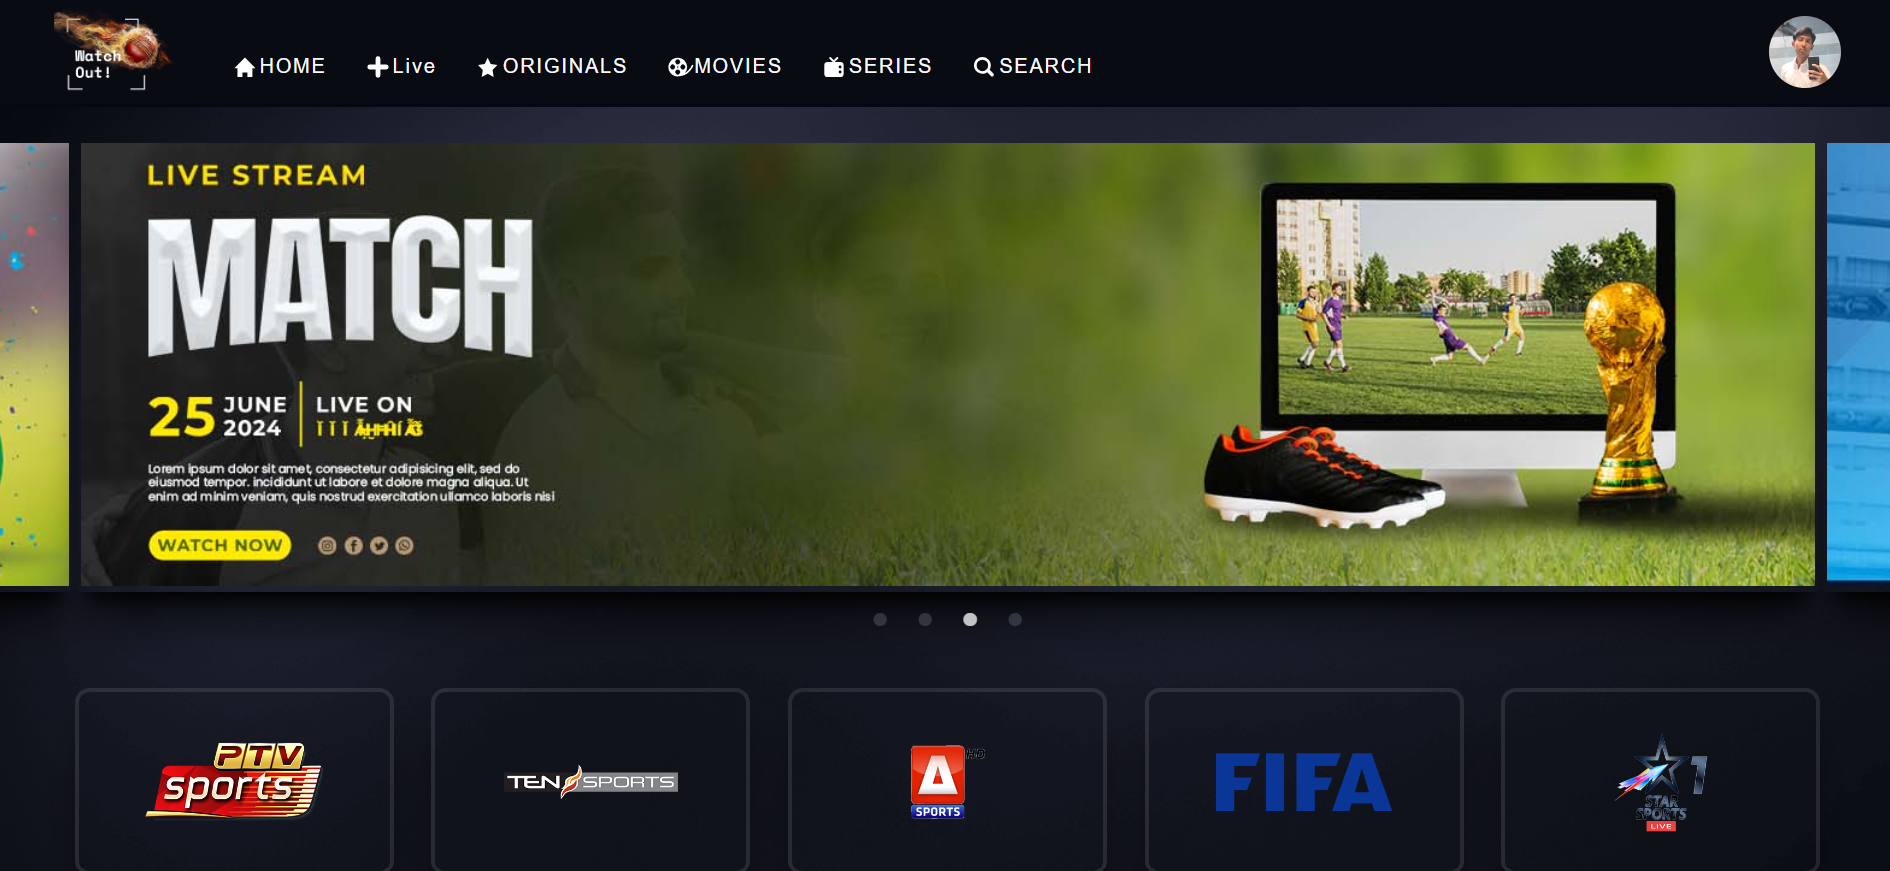 Watch
Out!
HOME
Live
ORIGINALS
MOVIES
SERIES
SEARCH
LIVE STREAM
MATCH
25 JUNE
2024
LIVE ON
Lorem ipsum dolor sit amet, consectetur adipisicing elit, sed do
eiusmod tempor. incididunt ut labore et dolore magna aliqua. Ut
enim ad minim veniam, quis nostrud exercitation ullamco laboris nisi
WATCH NOW
PTV
sports
TEN SPORTS
A HD
SPORTS
FIFA
1
STAR
SPORTS
LIVE